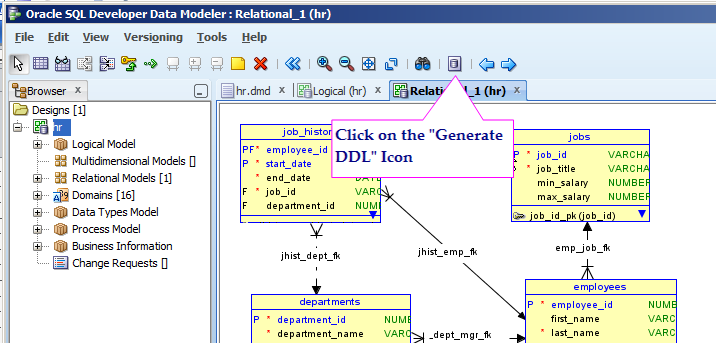 Oracle SQL Developer Data Modeler : Relational_1 (hr)
File Edit View Versioning Tools Help
Browser
hr.dmd
Logical (hr)
Relational_1 (hr)
Designs [1]
hr
Logical Model
Multidimensional Models []
Relational Models [1]
Domains [16]
Data Types Model
Process Model
Business Information
Change Requests []
Click on the "Generate
DDL" Icon
job_histor
PF* employee_id
P * start_date
* end_date DATE
F * job_id VARC
F department_id NUM
jobs
P * job_id VARCHA
* job_title VARCHA
min_salary NUMBER
max_salary NUMBER
job_id_pk (job_id)
jhist_dept_fk
jhist_emp_fk
emp_job_fk
departments
P * department_id NUME
* department_name VARC
_dept_mgr_fk
employees
P * employee_id NUME
first_name VARC
* last_name VARC